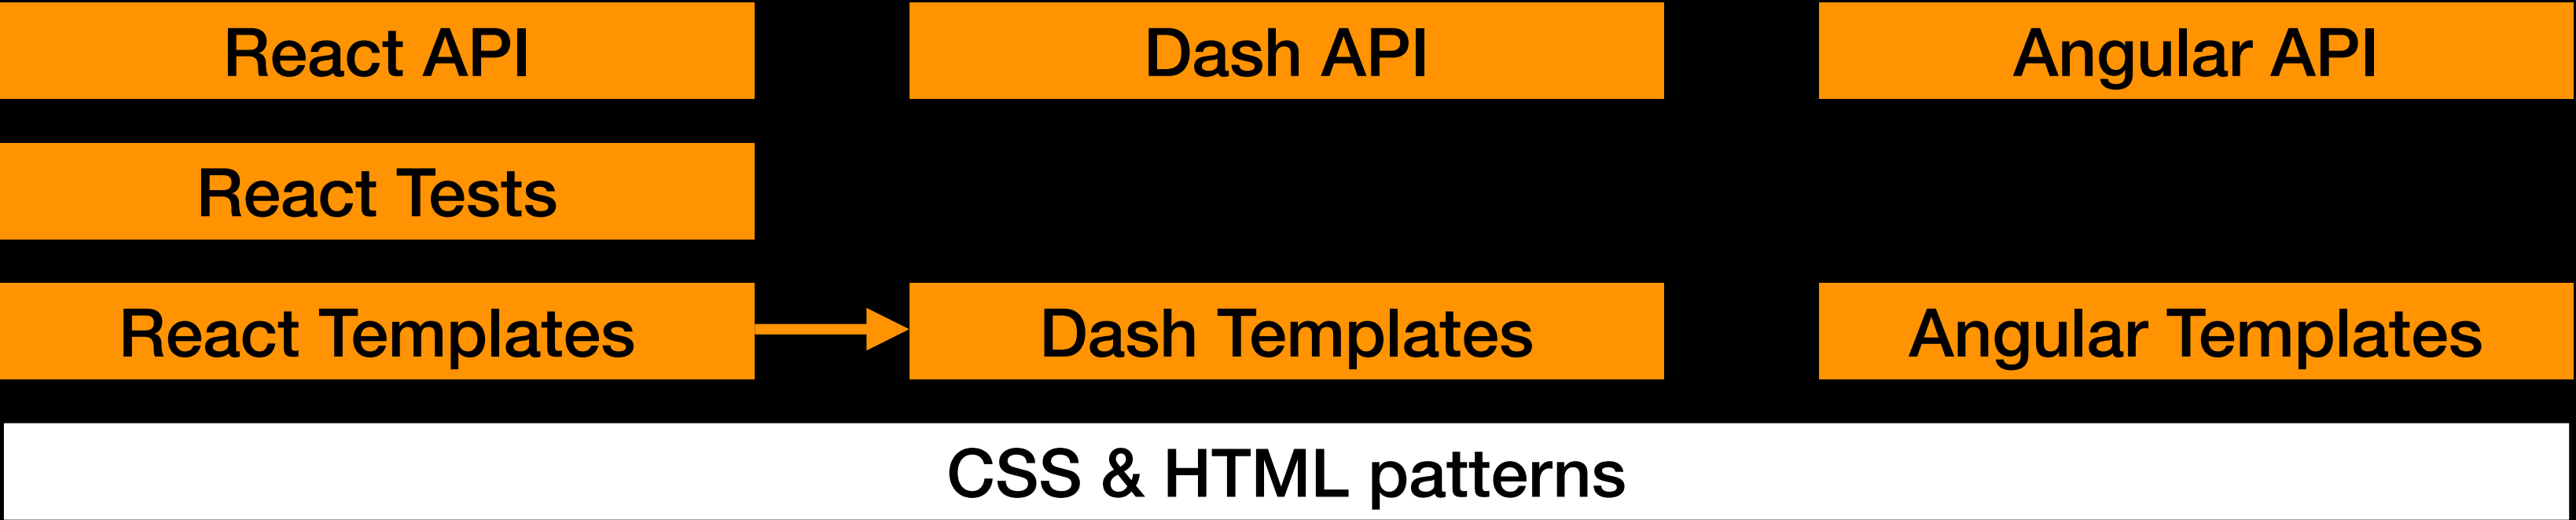 React API
Dash API
Angular API
React Tests
React Templates
Dash Templates
Angular Templates
CSS & HTML patterns